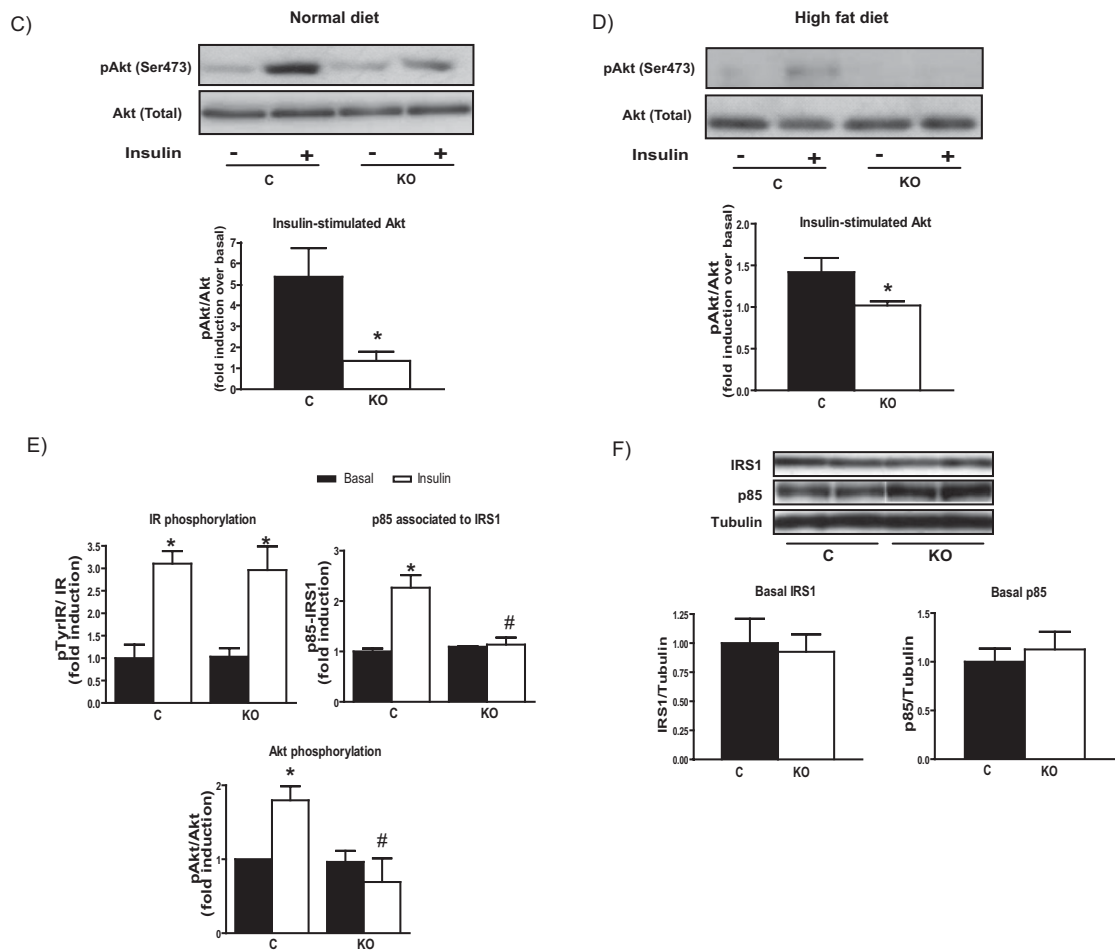 C)
Normal diet
pAkt (Ser473)
Akt (Total)
Insulin - + - +
C KO
Insulin-stimulated Akt
pAkt/Akt
(fold induction over basal)
7
6
5
4
3
2
1
0
*
C KO
D)
High fat diet
pAkt (Ser473)
Akt (Total)
Insulin - + - +
C KO
Insulin-stimulated Akt
pAkt/Akt
(fold induction over basal)
2.0
1.5
1.0
0.5
0.0
*
C KO
E)
Basal Insulin
IR phosphorylation
pTyrIR/ IR
(fold induction)
3.5
3.0
2.5
2.0
1.5
1.0
0.5
0.0
* *
C KO
p85 associated to IRS1
p85-IRS1
(fold induction)
3
2
1
0
* #
C KO
Akt phosphorylation
pAkt/Akt
(fold induction)
2
1
0
* #
C KO
F)
IRS1
p85
Tubulin
C KO
Basal IRS1
IRS1/Tubulin
1.25
1.00
0.75
0.50
0.25
0.00
C KO
Basal p85
p85/Tubulin
1.5
1.0
0.5
0.0
C KO